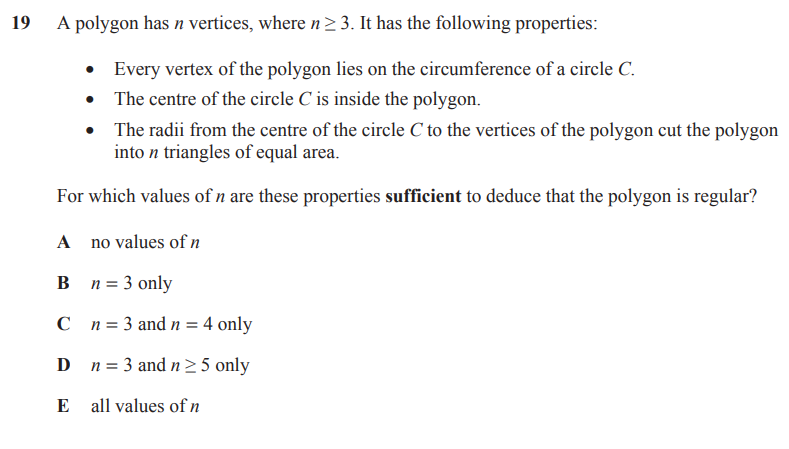 19 A polygon has n vertices, where n ≥ 3. It has the following properties:
• Every vertex of the polygon lies on the circumference of a circle C.
• The centre of the circle C is inside the polygon.
• The radii from the centre of the circle C to the vertices of the polygon cut the polygon
into n triangles of equal area.
For which values of n are these properties sufficient to deduce that the polygon is regular?
A no values of n
B n = 3 only
C n = 3 and n = 4 only
D n = 3 and n ≥ 5 only
E all values of n